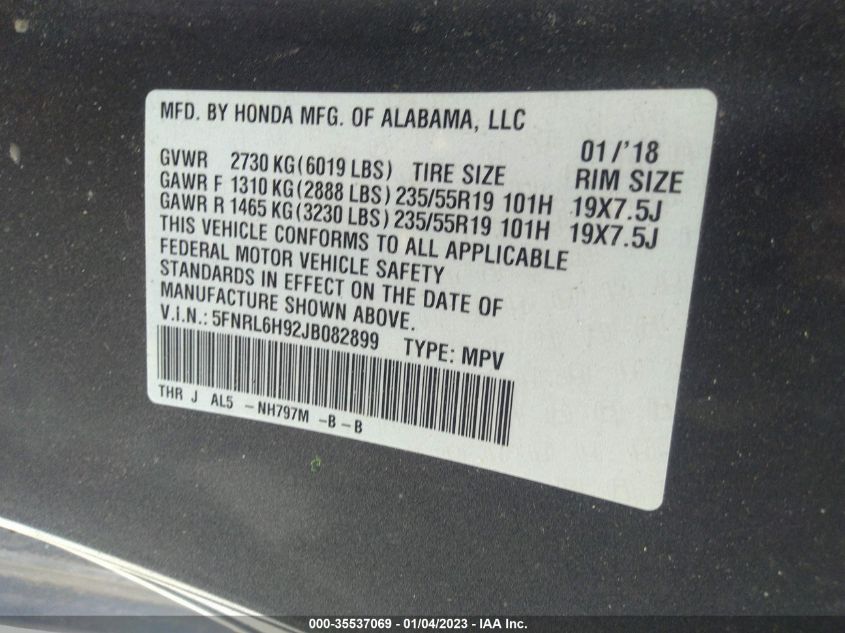 MFD. BY HONDA MFG. OF ALABAMA, LLC
01/'18
GVWR 2730 KG(6019 LBS) TIRE SIZE RIM SIZE
GAWR F 1310 KG(2888 LBS) 235/55R19 101H 19X7.5J
GAWR R 1465 KG(3230 LBS) 235/55R19 101H 19X7.5J
THIS VEHICLE CONFORMS TO ALL APPLICABLE
FEDERAL MOTOR VEHICLE SAFETY
STANDARDS IN EFFECT ON THE DATE OF
MANUFACTURE SHOWN ABOVE.
V.I.N.: 5FNRL6H92JB082899 TYPE: MPV
THR J AL5 -NH797M -B-B
000-35537069 - 01/04/2023 - IAA Inc.